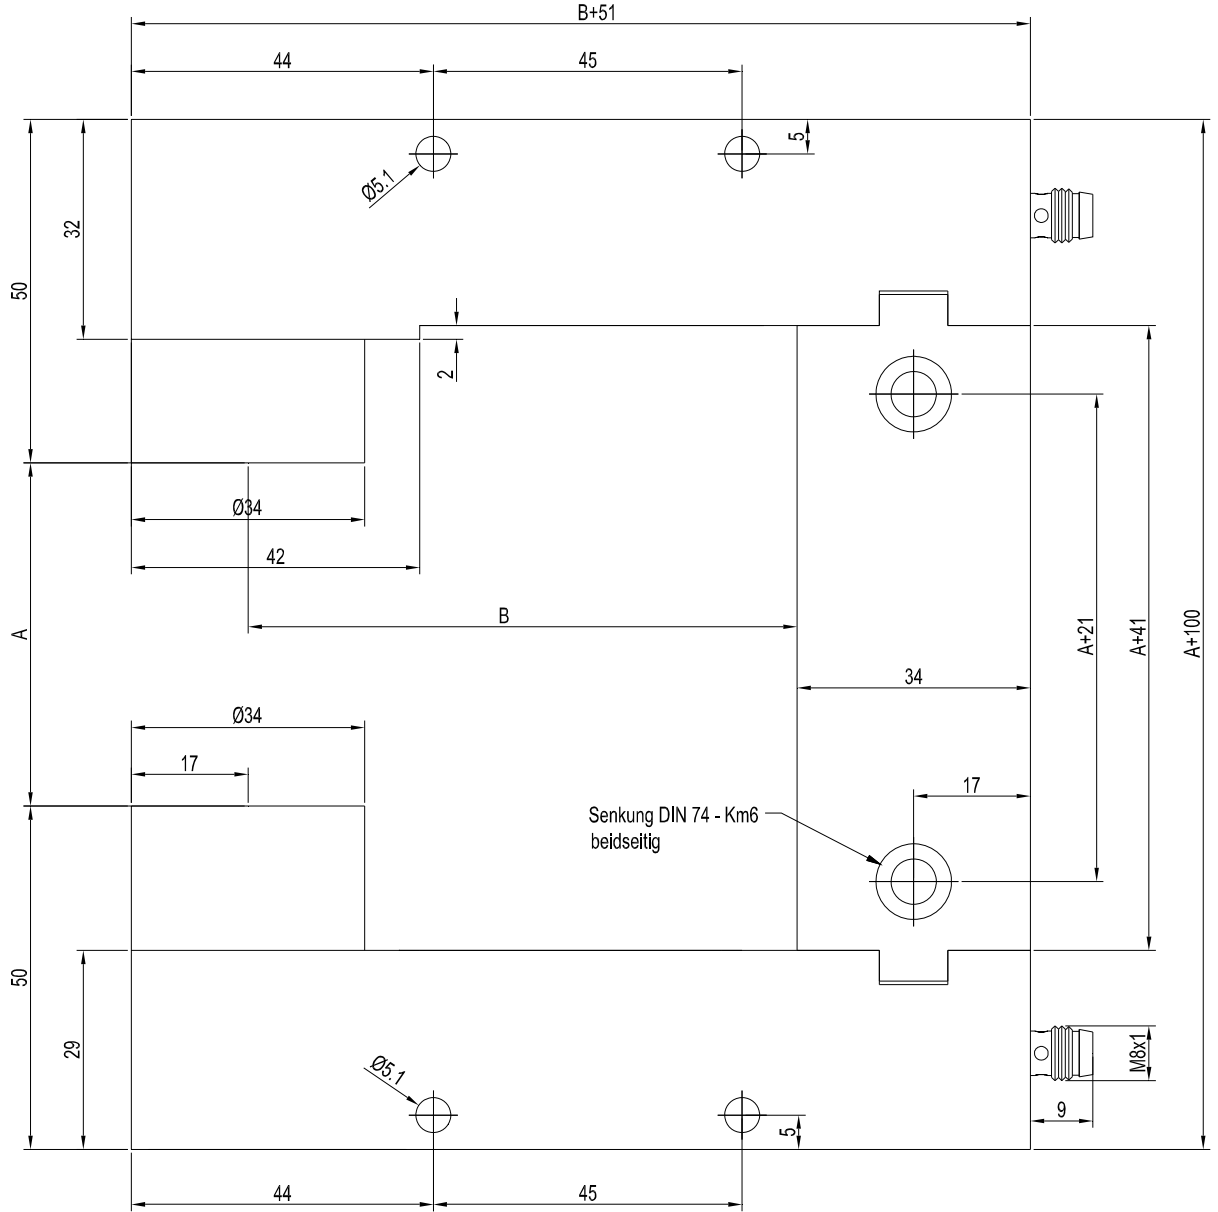 B+51
44
45
5
Ø5.1
32
50
2
Ø34
42
A
B
A+21
A+41
A+100
34
Ø34
17
17
Senkung DIN 74 - Km6
beidseitig
50
29
Ø5.1
M8x1
9
5
44
45